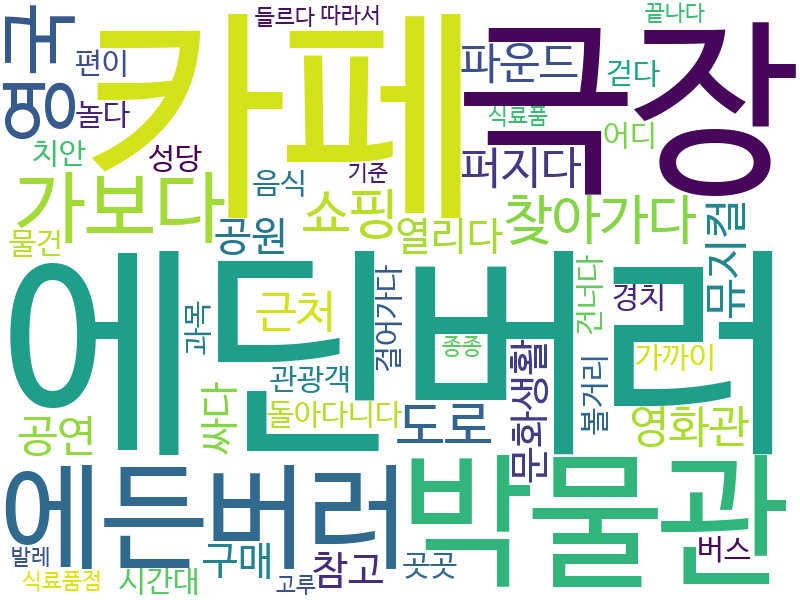 카페
극장
영국
들르다
따라서
끝나다
편이
파운드
걷다
놀다
식료품
어디
치안
성당
기준
퍼지다
음식
가보다
쇼핑
찾아가다
물건
공원
열리다
뮤지컬
에딘버러
근처
경치
건너다
과목
걸어가다
종종
가까이
관광객
문화생활
볼거리
싸다
돌아다니다
도로
영화관
공연
에든버러
박물관
구매
참고
곳곳
버스
발레
식료품점
시간대
고루